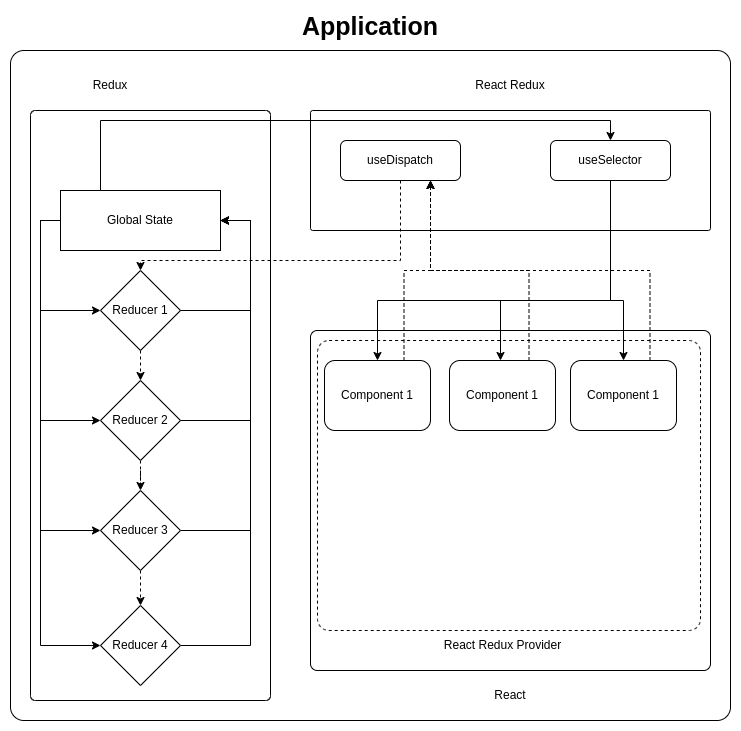 Application
Redux
React Redux
useDispatch
useSelector
Global State
Reducer 1
Reducer 2
Reducer 3
Reducer 4
Component 1
Component 1
Component 1
React Redux Provider
React